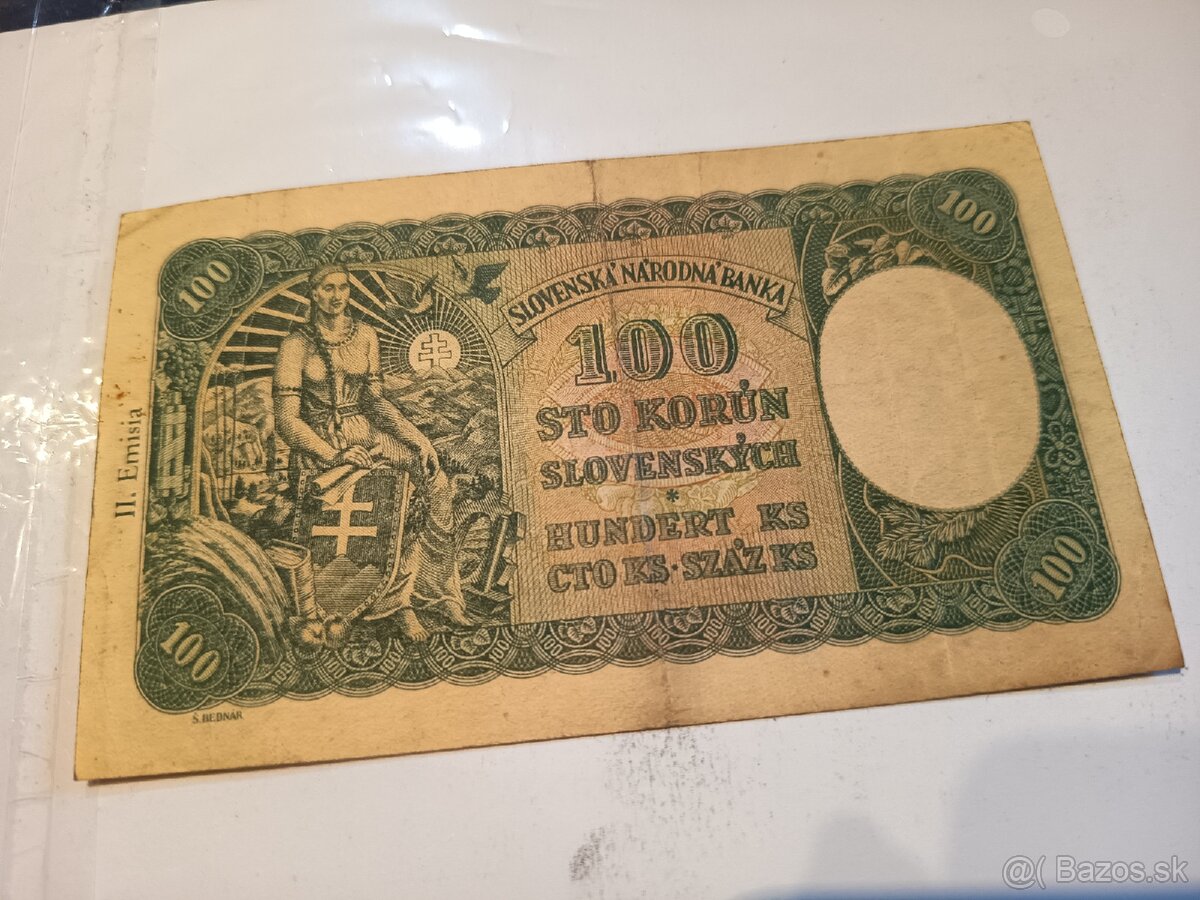 100
100
II. Emisia
SLOVENSKÁ NÁRODNÁ BANKA
100
STO KORÚN
SLOVENSKÝCH
*
HUNDERT KS
СТО KS · SZÁZ KS
100
100
Š. BEDNÁR
@( Bazos.sk